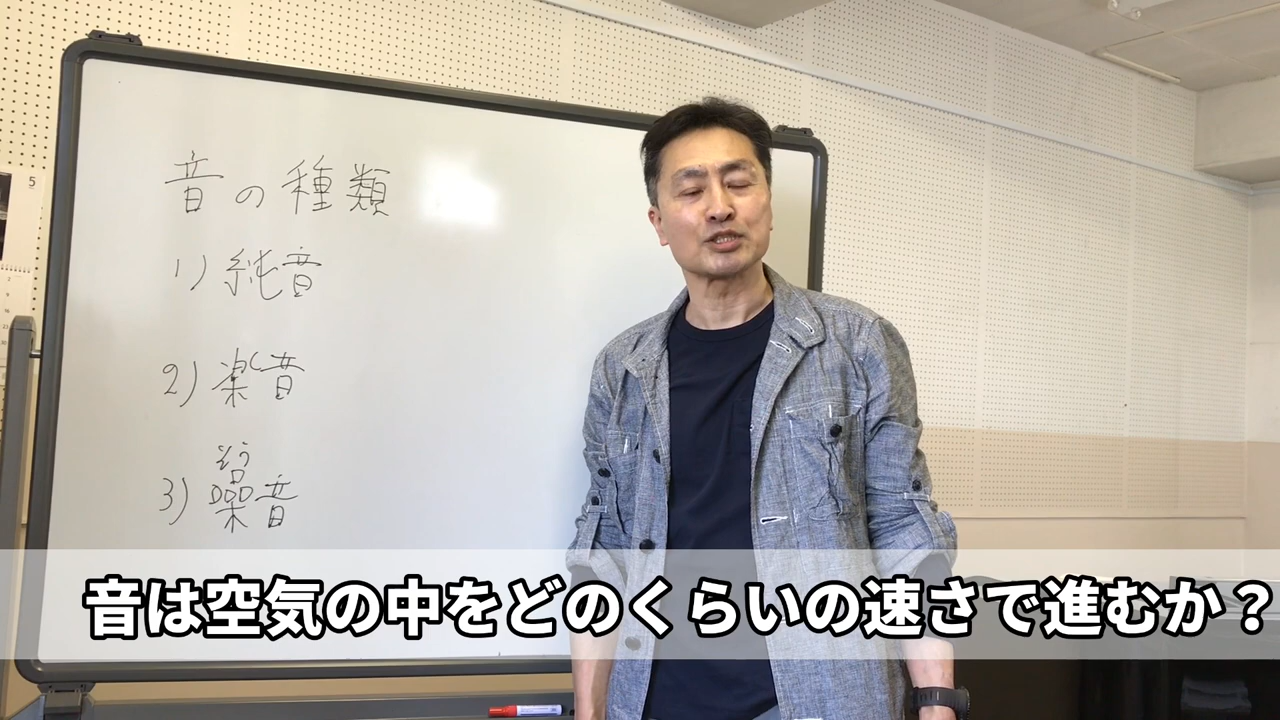 音の種類
1) 純音
2) 楽音
そう
3) 噪音
5
音は空気の中をどのくらいの速さで進むか？